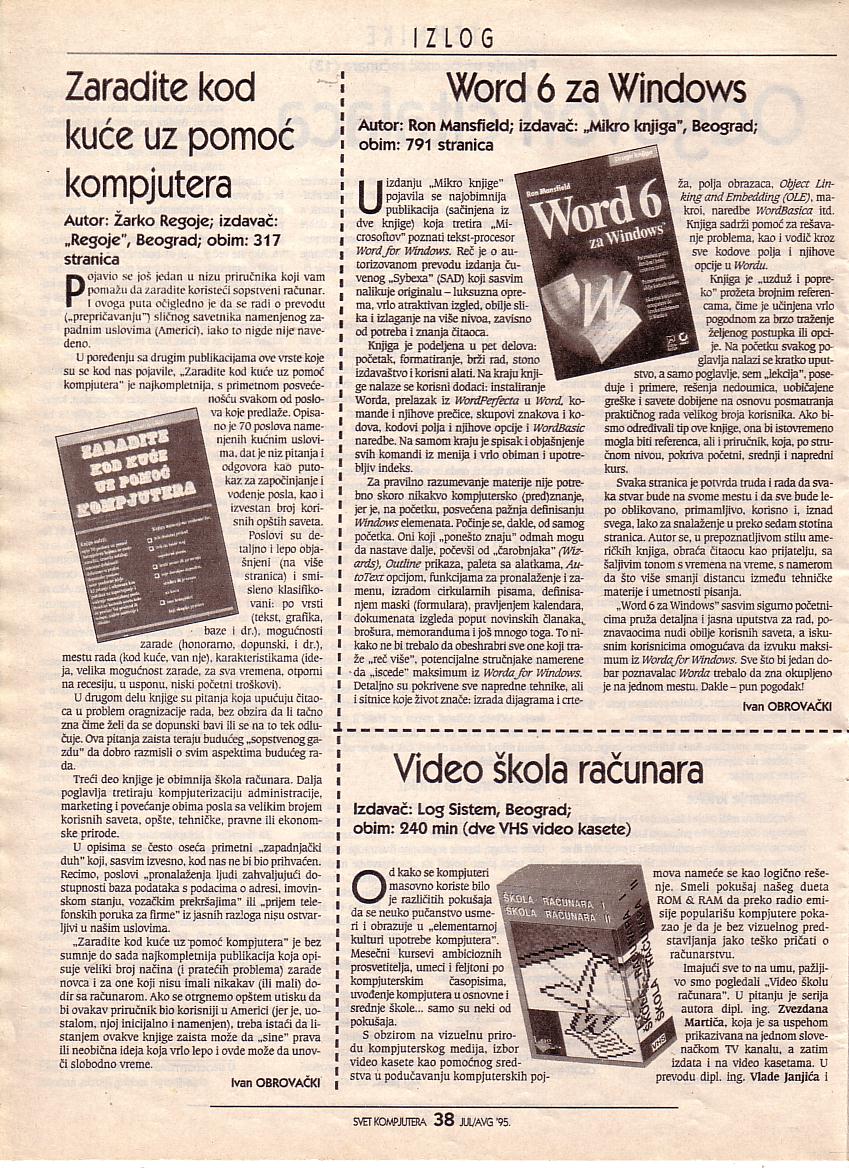 IZLOG
Zaradite kod
kuće uz pomoć
kompjutera
Autor: Žarko Regoje; izdavač:
„Regoje”, Beograd; obim: 317
stranica
Pojavio se još jedan u nizu priručnika koji vam
pomažu da zaradite koristeći sopstveni računar.
I ovoga puta očigledno je da se radi o prevodu
(„prepričavanju”) sličnog savetnika namenjenog za-
padnim uslovima (Americi), iako to nigde nije nave-
deno.
U poređenju sa drugim publikacijama ove vrste koje
su se kod nas pojavile, „Zaradite kod kuće uz pomoć
kompjutera” je najkompletnija, s primetnom posveće-
nošću svakom od poslo-
va koje predlaže. Opisa-
no je 70 poslova name-
njenih kućnim uslovi-
ma, dat je niz pitanja i
odgovora kao puto-
kaz za započinjanje i
vođenje posla, kao i
izvestan broj kori-
snih opštih saveta.
Poslovi su de-
taljno i lepo obja-
šnjeni (na više
stranica) i smi-
sleno klasifiko-
vani: po vrsti
(tekst, grafika,
baze i dr.), mogućnosti
zarade (honorarno, dopunski, i dr.),
mestu rada (kod kuće, van nje), karakteristikama (ide-
ja, velika mogućnost zarade, za sva vremena, otporni
na recesiju, u usponu, niski početni troškovi).
U drugom delu knjige su pitanja koja upućuju čitao-
ca u problem oragnizacije rada, bez obzira da li tačno
zna čime želi da se dopunski bavi ili se na to tek odlu-
čuje. Ova pitanja zaista teraju budućeg „sopstvenog ga-
zdu” da dobro razmisli o svim aspektima budućeg ra-
da.
Treći deo knjige je obimnija škola računara. Dalja
poglavlja tretiraju kompjuterizaciju administracije,
marketing i povećanje obima posla sa velikim brojem
korisnih saveta, opšte, tehničke, pravne ili ekonom-
ske prirode.
U opisima se često oseća primetni „zapadnjački
duh” koji, sasvim izvesno, kod nas ne bi bio prihvaćen.
Recimo, poslovi „pronalaženja ljudi zahvaljujući do-
stupnosti baza podataka s podacima o adresi, imovin-
skom stanju, vozačkim prekršajima” ili „prijem tele-
fonskih poruka za firme” iz jasnih razloga nisu ostvar-
ljivi u našim uslovima.
„Zaradite kod kuće uz pomoć kompjutera” je bez
sumnje do sada najkompletnija publikacija koja opi-
suje veliki broj načina (i pratećih problema) zarade
novca i za one koji nisu imali nikakav (ili mali) do-
dir sa računarom. Ako se otrgnemo opštem utisku da
bi ovakav priručnik bio korisniji u Americi (jer je, uo-
stalom, njoj inicijalno i namenjen), treba istaći da li-
stanjem ovakve knjige zaista može da „sine” prava
ili neobična ideja koja vrlo lepo i ovde može da unov-
či slobodno vreme.
Ivan OBROVAČKI
ZARADITE
KOD KUĆE
UZ POMOĆ
KOMPJUTERA
Word 6 za Windows
Autor: Ron Mansfield; izdavač: „Mikro knjiga”, Beograd;
obim: 791 stranica
U izdanju „Mikro knjige”
pojavila se najobimnija
publikacija (sačinjena iz
dve knjige) koja tretira „Mi-
crosoftov” poznati tekst-procesor
Word for Windows. Reč je o au-
torizovanom prevodu izdanja ču-
venog „Sybexa” (SAD) koji sasvim
nalikuje originalu – luksuzna opre-
ma, vrlo atraktivan izgled, obilje sli-
ka i izlaganje na više nivoa, zavisno
od potreba i znanja čitaoca.
Knjiga je podeljena u pet delova:
početak, formatiranje, brži rad, stono
izdavaštvo i korisni alati. Na kraju knji-
ge nalaze se korisni dodaci: instaliranje
Worda, prelazak iz WordPerfecta u Word, ko-
mande i njihove prečice, skupovi znakova i ko-
dova, kodovi polja i njihove opcije i WordBasic
naredbe. Na samom kraju je spisak i objašnjenje
svih komandi iz menija i vrlo obiman i upotre-
bljiv indeks.
Za pravilno razumevanje materije nije potre-
bno skoro nikakvo kompjutersko (pred)znanje,
jer je, na početku, posvećena pažnja definisanju
Windows elemenata. Počinje se, dakle, od samog
početka. Oni koji „ponešto znaju” odmah mogu
da nastave dalje, počevši od „čarobnjaka” (Wiz-
ards), Outline prikaza, paleta sa alatkama, Au-
toText opcijom, funkcijama za pronalaženje i za-
menu, izradom cirkularnih pisama, definisa-
njem maski (formulara), pravljenjem kalendara,
dokumenata izgleda poput novinskih članaka,
brošura, memoranduma i još mnogo toga. To ni-
kako ne bi trebalo da obeshrabri sve one koji tra-
že „reč više”, potencijalne stručnjake namerene
da „iscede” maksimum iz Worda for Windows.
Detaljno su pokrivene sve napredne tehnike, ali
i sitnice koje život znače: izrada dijagrama i crte-
Druga knjiga
Ron Mansfield
Word 6
za Windows
W
ža, polja obrazaca, Object Lin-
king and Embedding (OLE), ma-
kroi, naredbe WordBasica itd.
Knjiga sadrži pomoć za rešava-
nje problema, kao i vodič kroz
sve kodove polja i njihove
opcije u Wordu.
Knjiga je „uzduž i popre-
ko” prožeta brojnim referen-
cama, čime je učinjena vrlo
pogodnom za brzo traženje
željenog postupka ili opci-
je. Na početku svakog po-
glavlja nalazi se kratko uput-
stvo, a samo poglavlje, sem „lekcija”, pose-
duje i primere, rešenja nedoumica, uobičajene
greške i savete dobijene na osnovu posmatranja
praktičnog rada velikog broja korisnika. Ako bi-
smo određivali tip ove knjige, ona bi istovremeno
mogla biti referenca, ali i priručnik, koja, po stru-
čnom nivou, pokriva početni, srednji i napredni
kurs.
Svaka stranica je potvrda truda i rada da sva-
ka stvar bude na svome mestu i da sve bude le-
po oblikovano, primamljivo, korisno i, iznad
svega, lako za snalaženje u preko sedam stotina
stranica. Autor se, u prepoznatljivom stilu ame-
ričkih knjiga, obraća čitaocu kao prijatelju, sa
šaljivim tonom s vremena na vreme, s namerom
da što više smanji distancu između tehničke
materije i umetnosti pisanja.
„Word 6 za Windows” sasvim sigurno početni-
cima pruža detaljna i jasna uputstva za rad, po-
znavaocima nudi obilje korisnih saveta, a isku-
snim korisnicima omogućava da izvuku maksi-
mum iz Worda for Windows. Sve što bi jedan do-
bar poznavalac Worda trebalo da zna okupljeno
je na jednom mestu. Dakle – pun pogodak!
Ivan OBROVAČKI
Video škola računara
Izdavač: Log Sistem, Beograd;
obim: 240 min (dve VHS video kasete)
Od kako se kompjuteri
masovno koriste bilo
je različitih pokušaja
da se neuko pučanstvo usme-
ri i obrazuje u „elementarnoj
kulturi upotrebe kompjutera”.
Mesečni kursevi ambicioznih
prosvetitelja, umeci i feljtoni po
kompjuterskim časopisima,
uvođenje kompjutera u osnovne i
srednje škole... samo su neki od
pokušaja.
S obzirom na vizuelnu priro-
du kompjuterskog medija, izbor
video kasete kao pomoćnog sred-
stva u podučavanju kompjuterskih poj-
ŠKOLA RAČUNARA I
ŠKOLA RAČUNARA II
VHS
mova nameće se kao logično reše-
nje. Smeli pokušaj našeg dueta
ROM & RAM da preko radio emi-
sije popularišu kompjutere poka-
zao je da je bez vizuelnog pred-
stavljanja jako teško pričati o
računarstvu.
Imajući sve to na umu, pažlji-
vo smo pogledali „Video školu
računara”. U pitanju je serija
autora dipl. ing. Zvezdana
Martiča, koja je sa uspehom
prikazivana na jednom slove-
načkom TV kanalu, a zatim
izdata i na video kasetama. U
prevodu dipl. ing. Vlade Janjića i
SVET KOMPJUTERA 38 JUL/AVG '95.